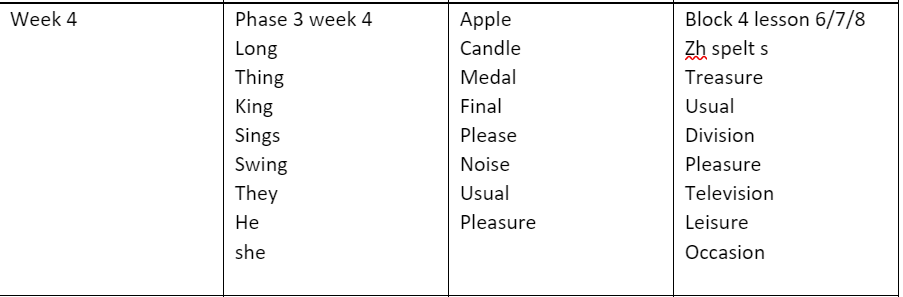 Week 4
Phase 3 week 4
Long
Thing
King
Sings
Swing
They
He
she
Apple
Candle
Medal
Final
Please
Noise
Usual
Pleasure
Block 4 lesson 6/7/8
Zh spelt s
Treasure
Usual
Division
Pleasure
Television
Leisure
Occasion